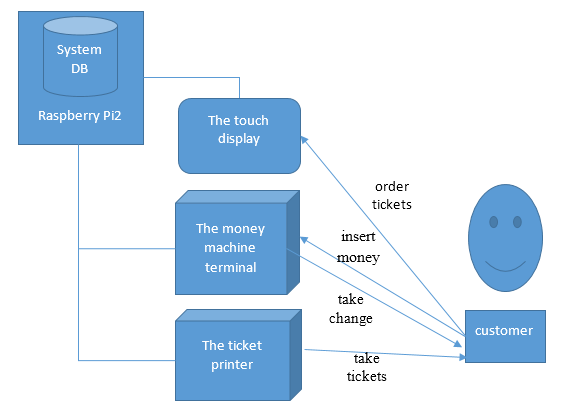 System
DB
Raspberry Pi2
The touch
display
order
tickets
The money
machine
terminal
insert
money
take
change
customer
The ticket
printer
take
tickets